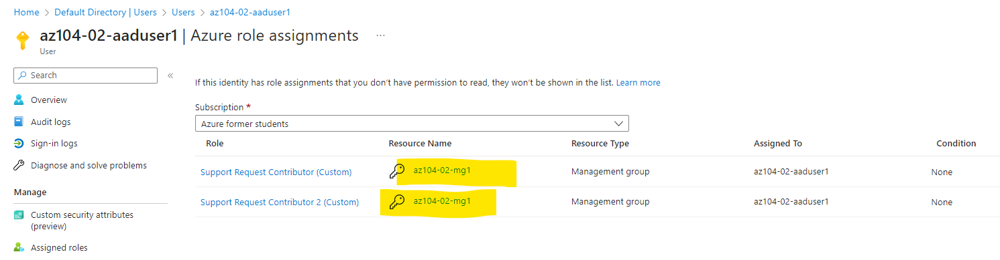 Home > Default Directory | Users > Users > az104-02-aaduser1
az104-02-aaduser1 | Azure role assignments ...
User
Search «
If this identity has role assignments that you don't have permission to read, they won't be shown in the list. Learn more
Overview
Audit logs
Sign-in logs
Diagnose and solve problems
Manage
Custom security attributes
(preview)
Assigned roles
Subscription *
Azure former students
Role Resource Name Resource Type Assigned To Condition
Support Request Contributor (Custom) az104-02-mg1 Management group az104-02-aaduser1 None
Support Request Contributor 2 (Custom) az104-02-mg1 Management group az104-02-aaduser1 None